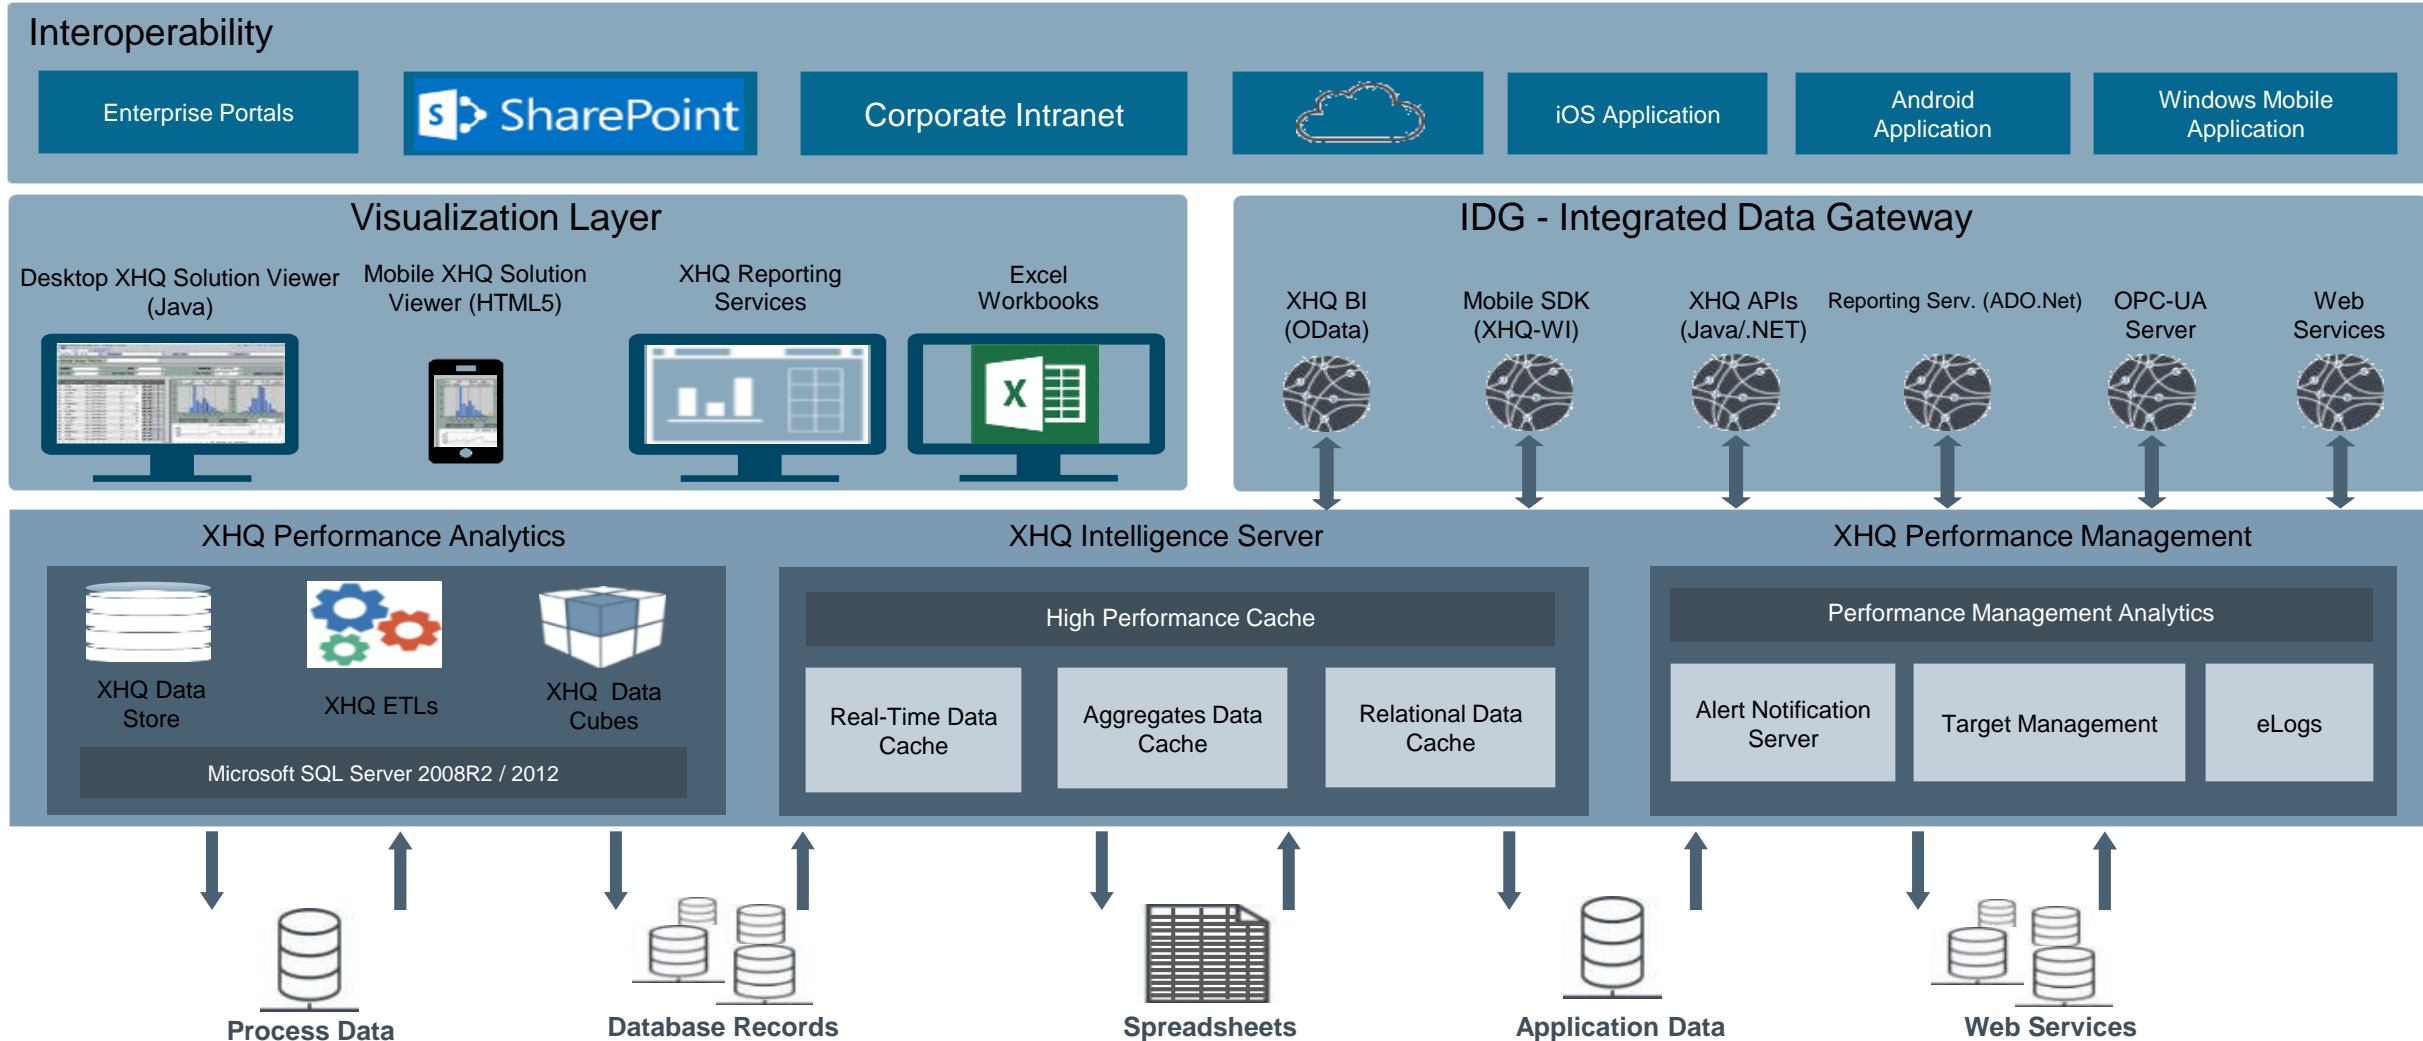 Interoperability
Enterprise Portals
S SharePoint
Corporate Intranet
iOS Application
Android
Application
Windows Mobile
Application
Visualization Layer
Desktop XHQ Solution Viewer
(Java)
Mobile XHQ Solution
Viewer (HTML5)
XHQ Reporting
Services
Excel
Workbooks
X
IDG - Integrated Data Gateway
XHQ BI
(OData)
Mobile SDK
(XHQ-WI)
XHQ APIs
(Java/.NET)
Reporting Serv. (ADO.Net)
OPC-UA
Server
Web
Services
XHQ Performance Analytics
XHQ Data
Store
XHQ ETLs
XHQ Data
Cubes
Microsoft SQL Server 2008R2 / 2012
XHQ Intelligence Server
High Performance Cache
Real-Time Data
Cache
Aggregates Data
Cache
Relational Data
Cache
XHQ Performance Management
Performance Management Analytics
Alert Notification
Server
Target Management
eLogs
Process Data
Database Records
Spreadsheets
Application Data
Web Services